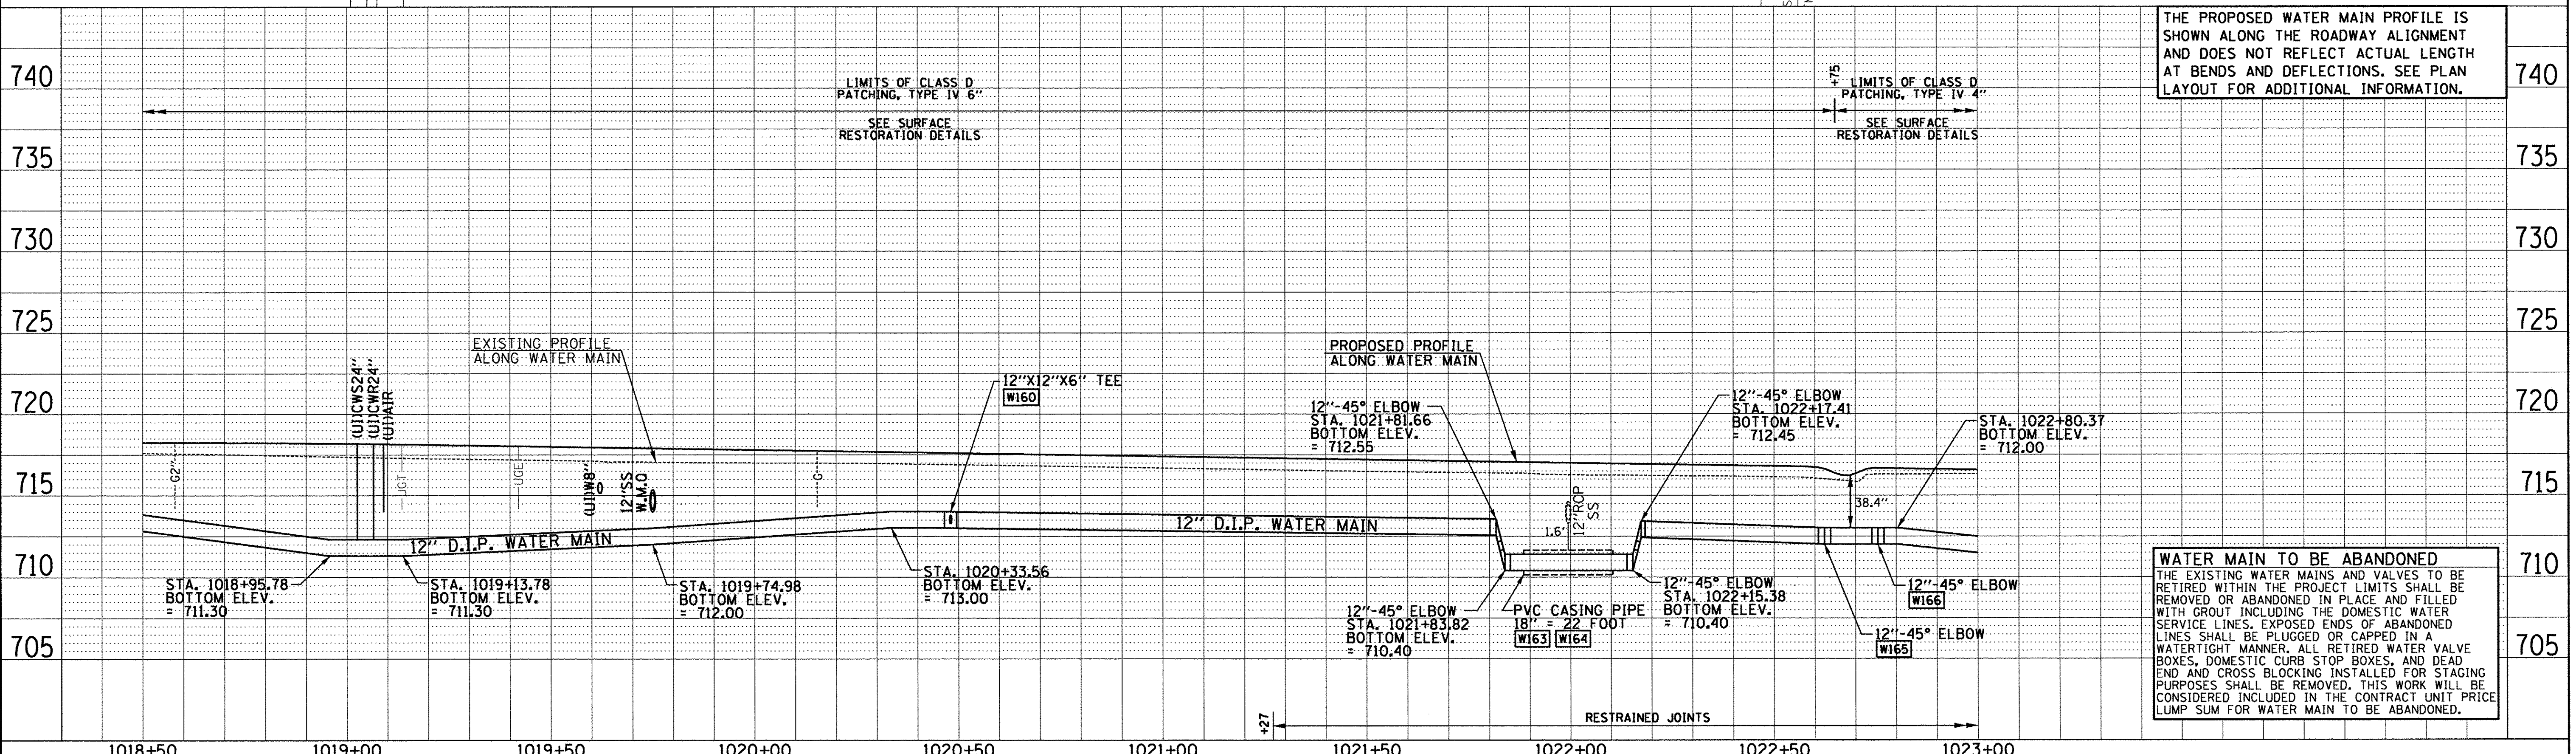 THE PROPOSED WATER MAIN PROFILE IS
SHOWN ALONG THE ROADWAY ALIGNMENT
AND DOES NOT REFLECT ACTUAL LENGTH
AT BENDS AND DEFLECTIONS. SEE PLAN
LAYOUT FOR ADDITIONAL INFORMATION.
740
740
LIMITS OF CLASS D
PATCHING, TYPE IV 6"
SEE SURFACE
RESTORATION DETAILS
+75
LIMITS OF CLASS D
PATCHING, TYPE IV 4"
SEE SURFACE
RESTORATION DETAILS
735
735
730
730
725
725
EXISTING PROFILE
ALONG WATER MAIN
PROPOSED PROFILE
ALONG WATER MAIN
(UI)CWS24"
(UI)CWR24"
(UI)AIR
12"X12"X6" TEE
W160
720
720
12"-45° ELBOW
STA. 1021+81.66
BOTTOM ELEV.
= 712.55
12"-45° ELBOW
STA. 1022+17.41
BOTTOM ELEV.
= 712.45
STA. 1022+80.37
BOTTOM ELEV.
= 712.00
G2"
UGT
UGE
(UI)W8"
12"SS
W.M.O
G
715
715
12"RCP
SS
1.6'
38.4"
12" D.I.P. WATER MAIN
12" D.I.P. WATER MAIN
710
710
STA. 1018+95.78
BOTTOM ELEV.
= 711.30
STA. 1019+13.78
BOTTOM ELEV.
= 711.30
STA. 1019+74.98
BOTTOM ELEV.
= 712.00
STA. 1020+33.56
BOTTOM ELEV.
= 713.00
12"-45° ELBOW
STA. 1021+83.82
BOTTOM ELEV.
= 710.40
PVC CASING PIPE
18" = 22 FOOT
W163 W164
12"-45° ELBOW
STA. 1022+15.38
BOTTOM ELEV.
= 710.40
12"-45° ELBOW
W166
12"-45° ELBOW
W165
705
705
WATER MAIN TO BE ABANDONED
THE EXISTING WATER MAINS AND VALVES TO BE
RETIRED WITHIN THE PROJECT LIMITS SHALL BE
REMOVED OR ABANDONED IN PLACE AND FILLED
WITH GROUT INCLUDING THE DOMESTIC WATER
SERVICE LINES. EXPOSED ENDS OF ABANDONED
LINES SHALL BE PLUGGED OR CAPPED IN A
WATERTIGHT MANNER. ALL RETIRED WATER VALVE
BOXES, DOMESTIC CURB STOP BOXES, AND DEAD
END AND CROSS BLOCKING INSTALLED FOR STAGING
PURPOSES SHALL BE REMOVED. THIS WORK WILL BE
CONSIDERED INCLUDED IN THE CONTRACT UNIT PRICE
LUMP SUM FOR WATER MAIN TO BE ABANDONED.
+27
RESTRAINED JOINTS
1018+50
1019+00
1019+50
1020+00
1020+50
1021+00
1021+50
1022+00
1022+50
1023+00